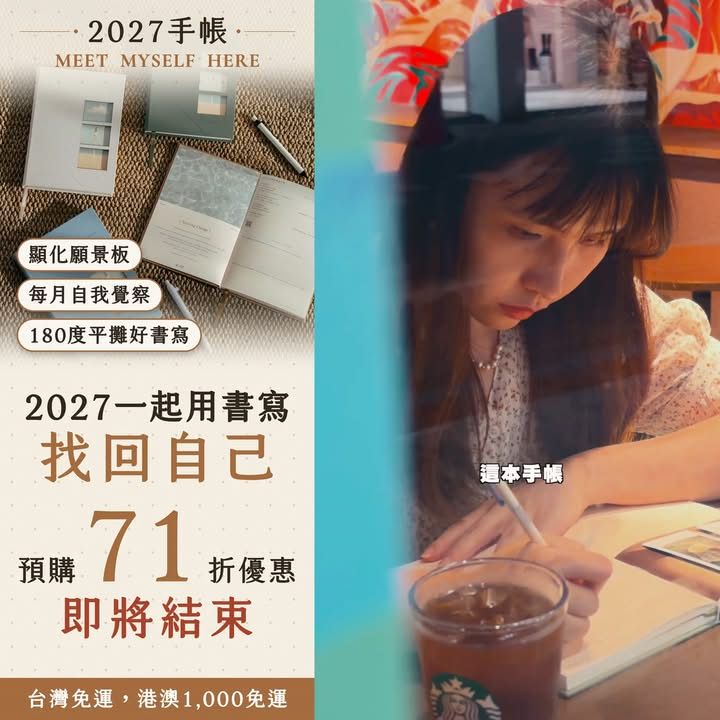 2027手帳
MEET MYSELF HERE
顯化願景板
每月自我覺察
180度平攤好書寫
2027一起用書寫
找回自己
預購71折優惠
即將結束
台灣免運，港澳1,000免運
這本手帳